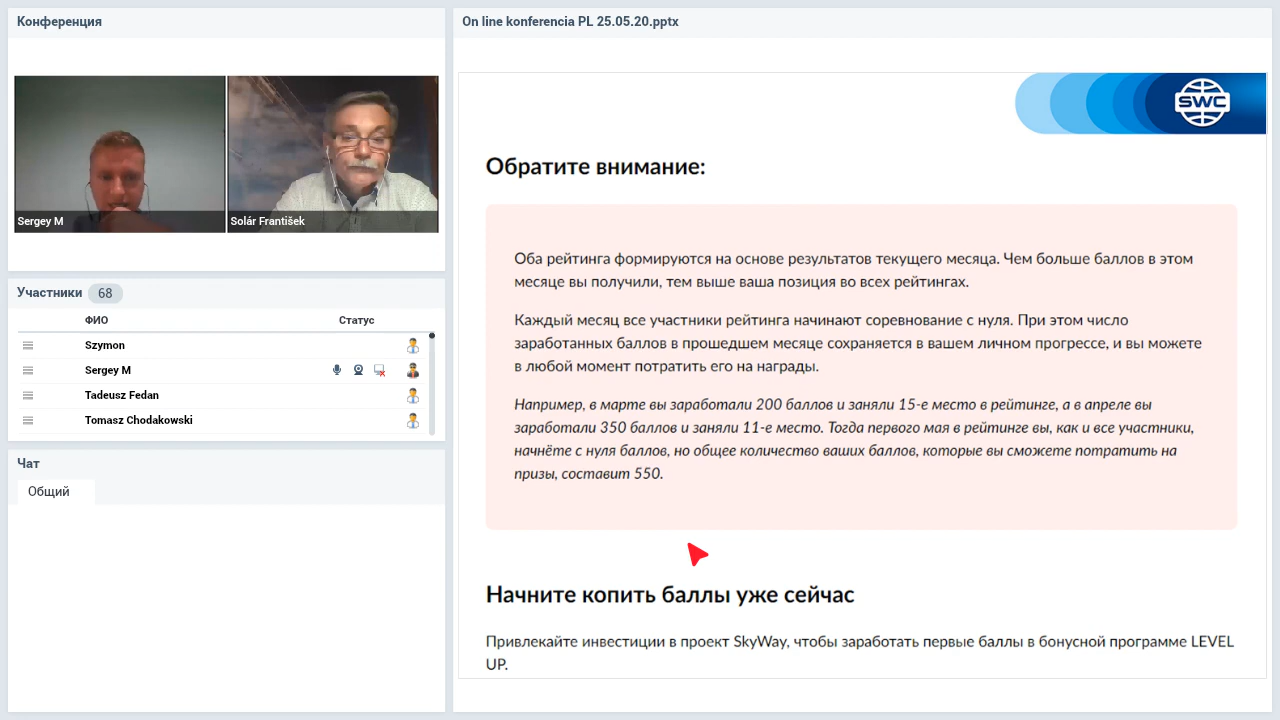 Конференция
Sergey M
Solár František
Участники 68
ФИО Статус
Szymon
Sergey M
Tadeusz Fedan
Tomasz Chodakowski
Чат
Общий
On line konferencia PL 25.05.20.pptx
SWC
Обратите внимание:
Оба рейтинга формируются на основе результатов текущего месяца. Чем больше баллов в этом
месяце вы получили, тем выше ваша позиция во всех рейтингах.
Каждый месяц все участники рейтинга начинают соревнование с нуля. При этом число
заработанных баллов в прошедшем месяце сохраняется в вашем личном прогрессе, и вы можете
в любой момент потратить его на награды.
Например, в марте вы заработали 200 баллов и заняли 15-е место в рейтинге, а в апреле вы
заработали 350 баллов и заняли 11-е место. Тогда первого мая в рейтинге вы, как и все участники,
начнёте с нуля баллов, но общее количество ваших баллов, которые вы сможете потратить на
призы, составит 550.
Начните копить баллы уже сейчас
Привлекайте инвестиции в проект SkyWay, чтобы заработать первые баллы в бонусной программе LEVEL
UP.